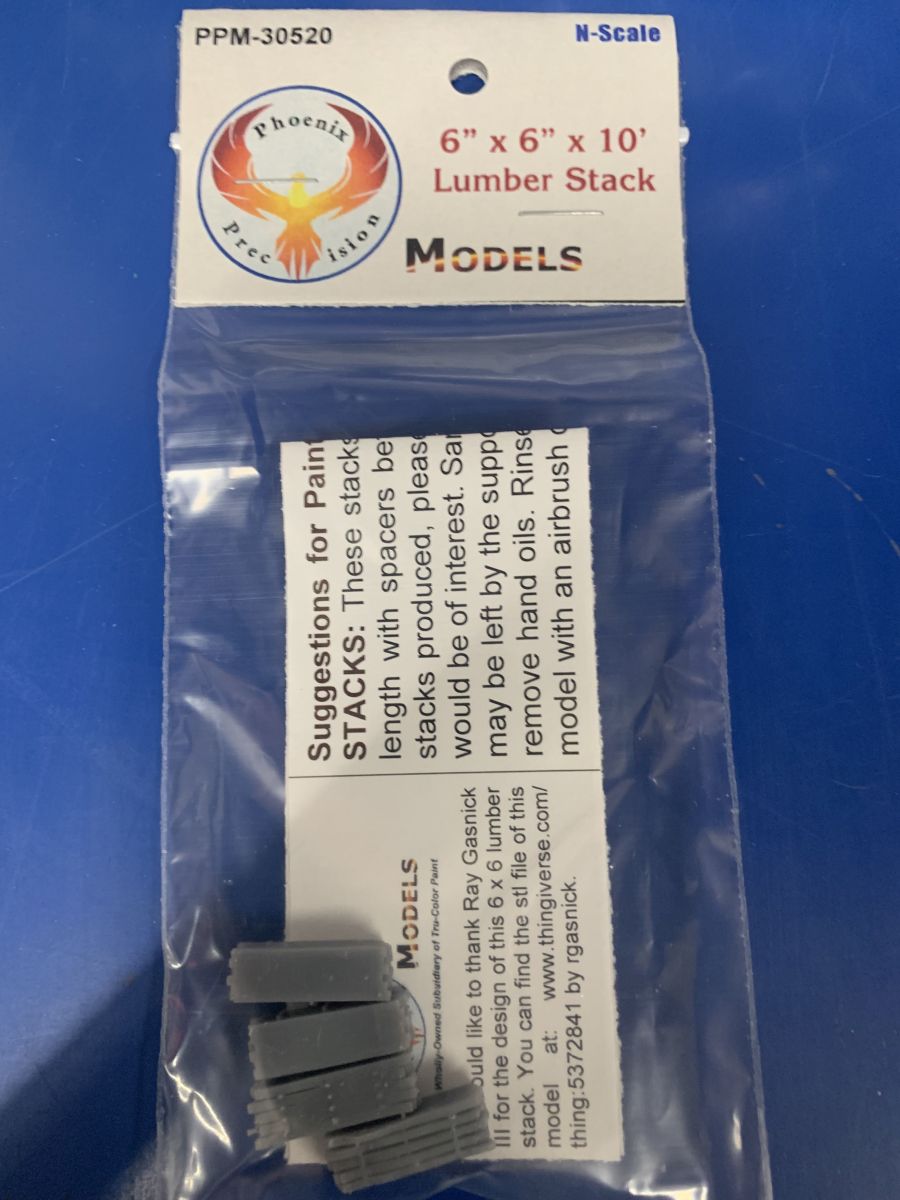 PPM-30520
N-Scale
Phoenix
Precision
6" x 6" x 10'
Lumber Stack
MODELS
Suggestions for Paint
STACKS: These stacks
length with spacers be
stacks produced, please
would be of interest. Sa
may be left by the supp
remove hand oils. Rinse
model with an airbrush
MODELS
Wholly-Owned Subsidiary of Tru-Color Paint
ould like to thank Ray Gasnick
III for the design of this 6 x 6 lumber
stack. You can find the stl file of this
model at: www.thingiverse.com/
thing:5372841 by rgasnick.